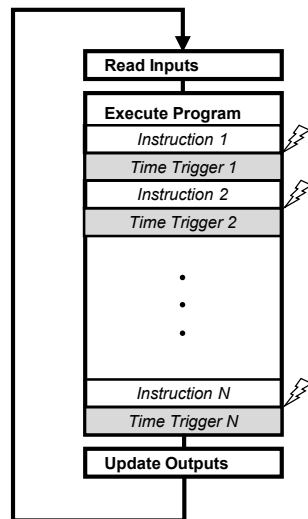 Read Inputs
Execute Program
Instruction 1
Time Trigger 1
Instruction 2
Time Trigger 2
Instruction N
Time Trigger N
Update Outputs